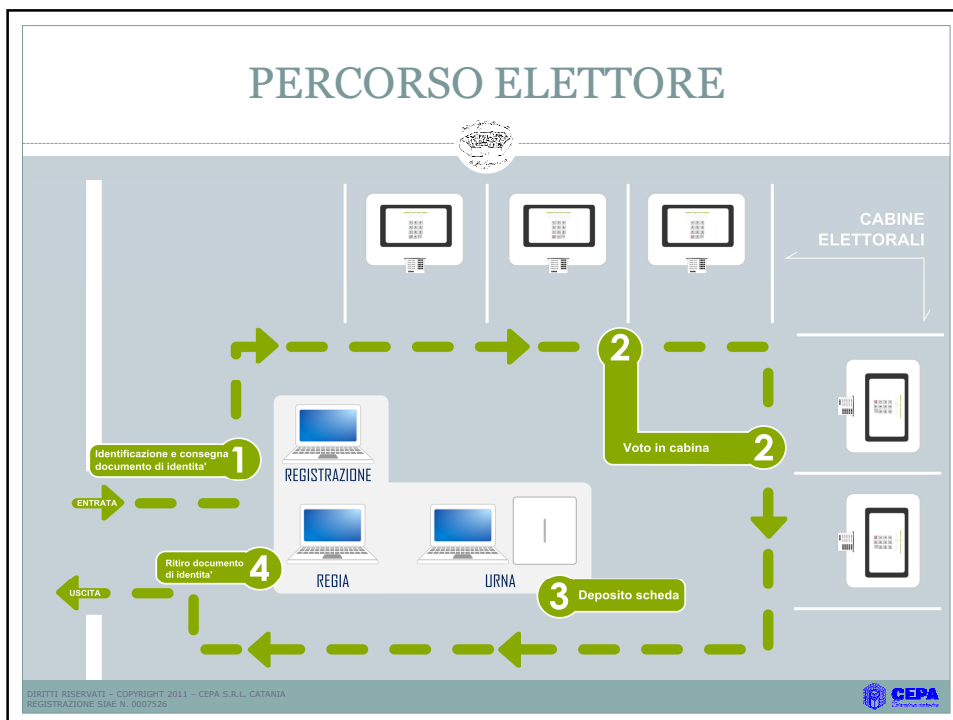 PERCORSO ELETTORE
CABINE
ELETTORALI
2
Identificazione e consegna
documento di identita'
1
REGISTRAZIONE
Voto in cabina
2
ENTRATA
Ritiro documento
di identita'
4
REGIA
URNA
USCITA
3
Deposito scheda
DIRITTI RISERVATI – COPYRIGHT 2011 – CEPA S.R.L. CATANIA
REGISTRAZIONE SIAE N. 0007526
CEPA